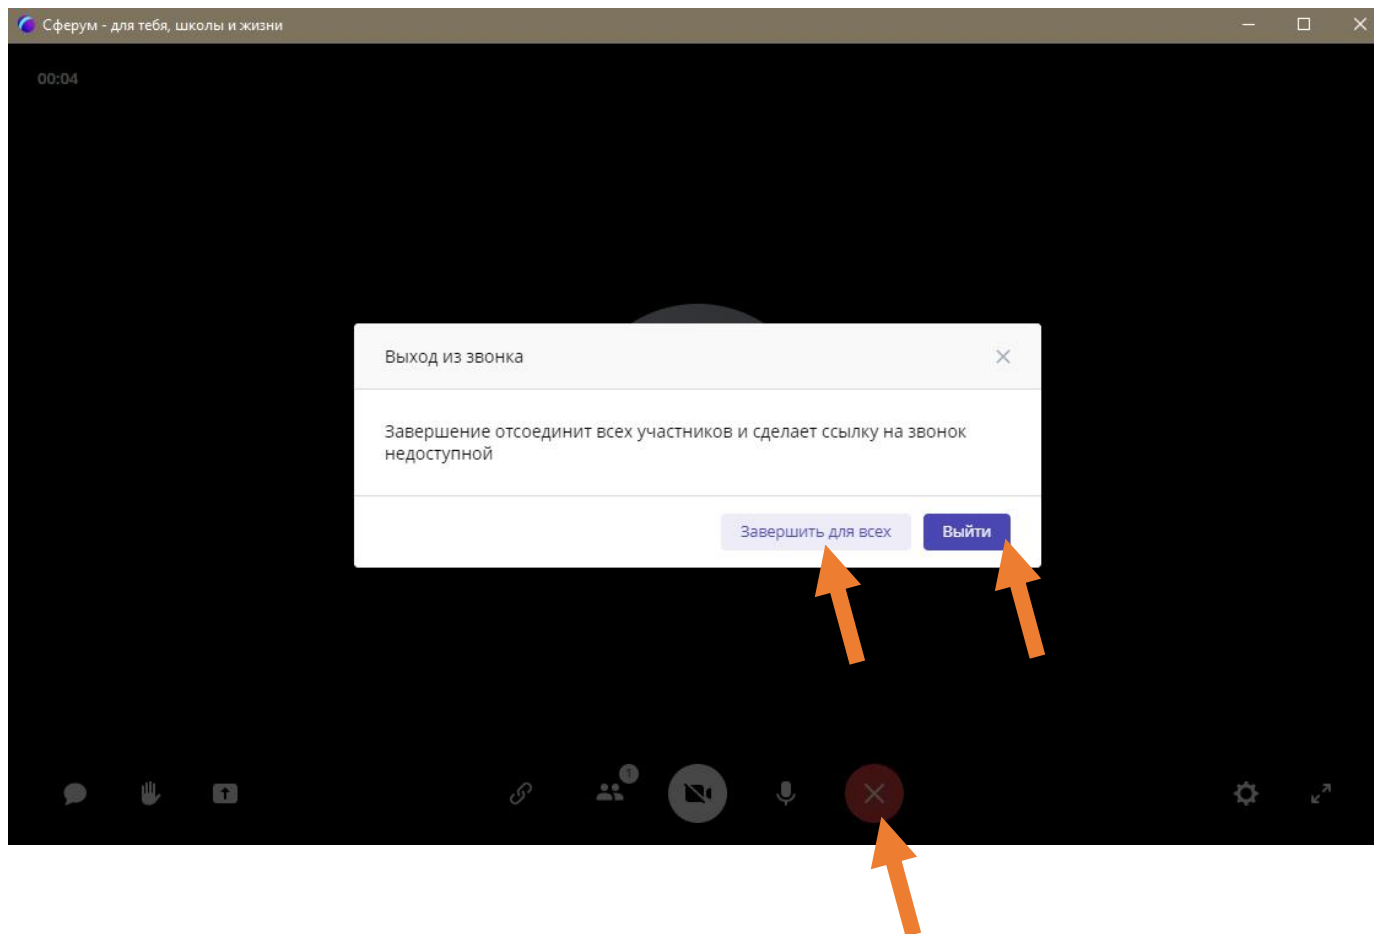 Сферум - для тебя, школы и жизни
00:04
Выход из звонка
Завершение отсоединит всех участников и сделает ссылку на звонок
недоступной
Завершить для всех
Выйти
1